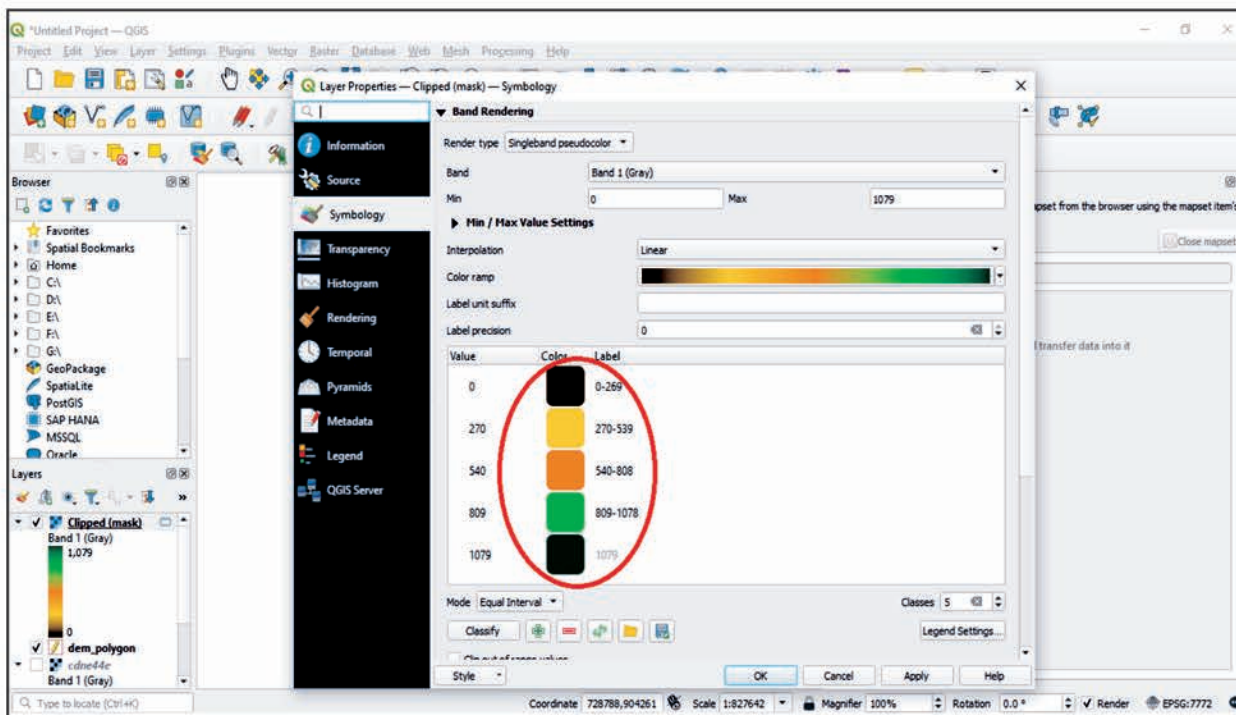 *Untitled Project — QGIS
Project Edit View Layer Settings Plugins Vector Raster Database Web Mesh Processing Help
Layer Properties — Clipped (mask) — Symbology
Information
Source
Symbology
Transparency
Histogram
Rendering
Temporal
Pyramids
Metadata
Legend
QGIS Server
Band Rendering
Render type Singleband pseudocolor
Band Band 1 (Gray)
Min 0 Max 1079
Min / Max Value Settings
Interpolation Linear
Color ramp
Label unit suffix
Label precision 0
Value Color Label
0 0-269
270 270-539
540 540-808
809 809-1078
1079 1079
Mode Equal Interval Classes 5
Classify Legend Settings...
Style OK Cancel Apply Help
Browser
Favorites
Spatial Bookmarks
Home
C:\
D:\
E:\
F:\
G:\
GeoPackage
SpatiaLite
PostGIS
SAP HANA
MSSQL
Oracle
Layers
Clipped (mask)
Band 1 (Gray)
1,079
0
dem_polygon
cdne44e
Band 1 (Gray)
from the browser using the mapset item's
Close mapset
transfer data into it
Type to locate (Ctrl+K) Coordinate 728788,904261 Scale 1:827642 Magnifier 100% Rotation 0.0 ° Render EPSG:7772